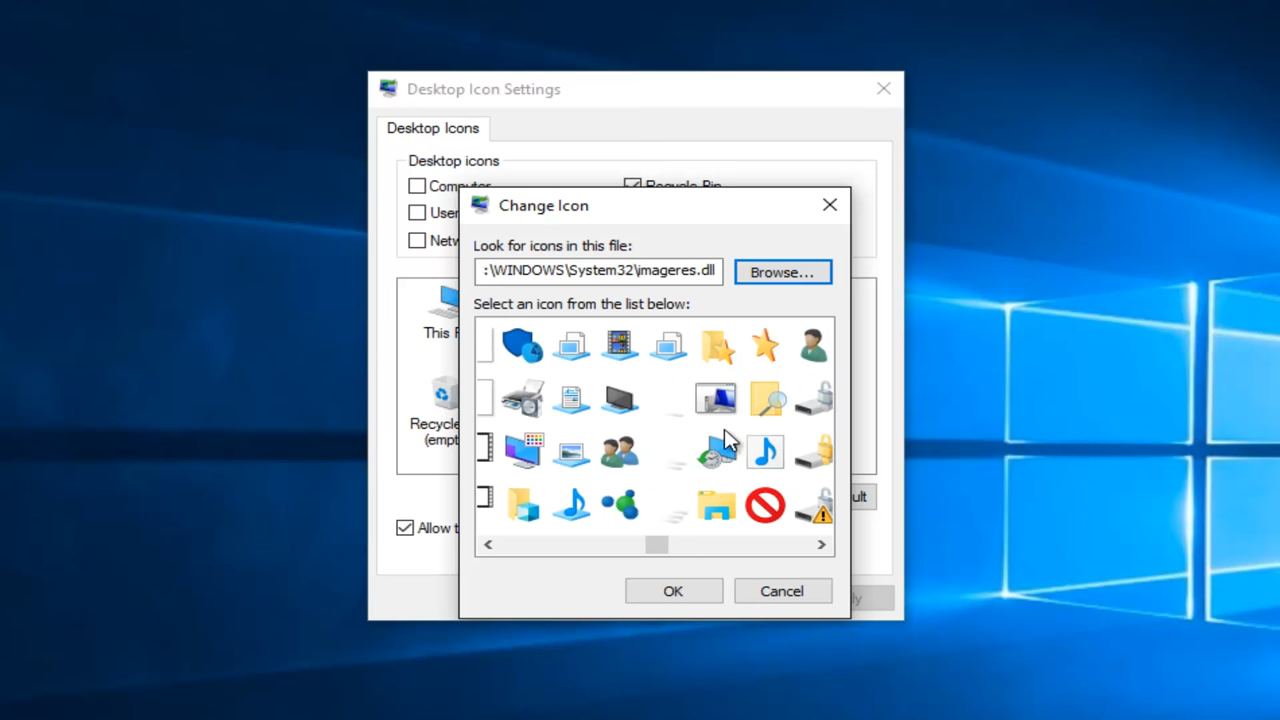 Desktop Icon Settings
Desktop Icons
Desktop icons
Computer
Recycle Bin
User
Netw
Change Icon
Look for icons in this file:
:\WINDOWS\System32\imageres.dll
Browse...
Select an icon from the list below:
This P
Recycle
(empt
ult
Allow t
OK
Cancel
ly